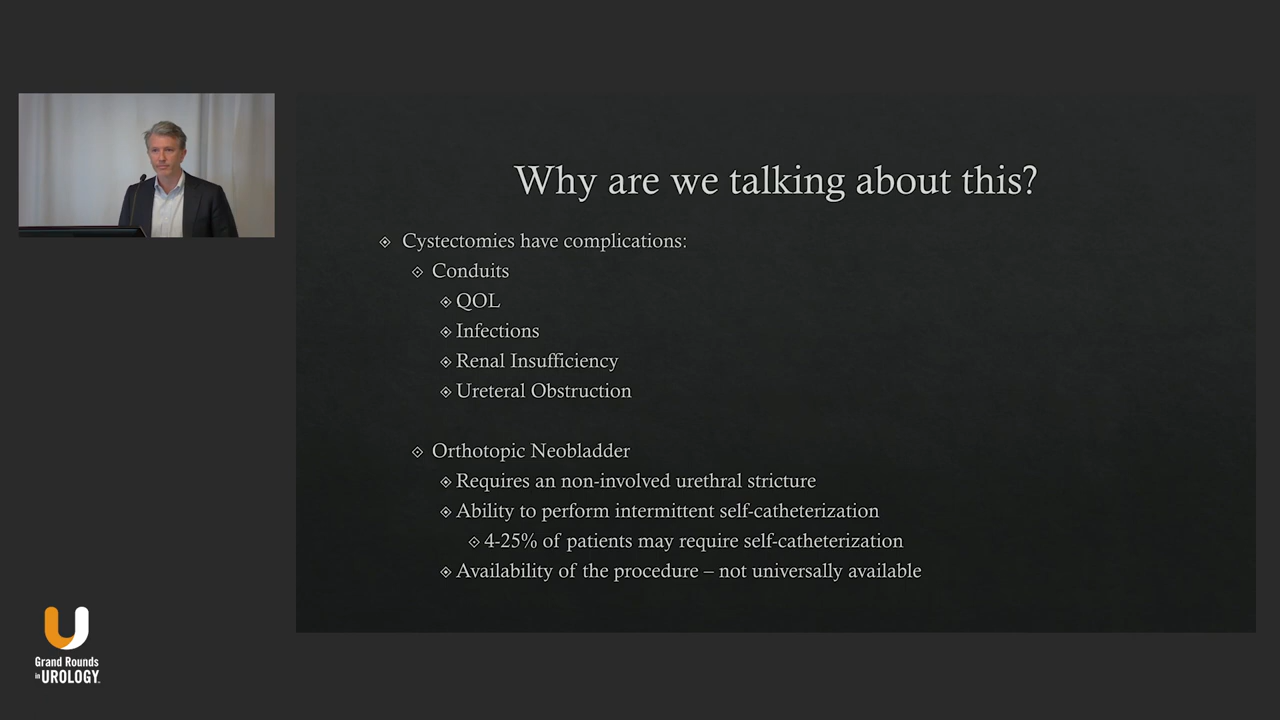 Why are we talking about this?
Cystectomies have complications:
Conduits
QOL
Infections
Renal Insufficiency
Ureteral Obstruction
Orthotopic Neobladder
Requires an non-involved urethral stricture
Ability to perform intermittent self-catheterization
4-25% of patients may require self-catheterization
Availability of the procedure – not universally available
Grand Rounds
in UROLOGY